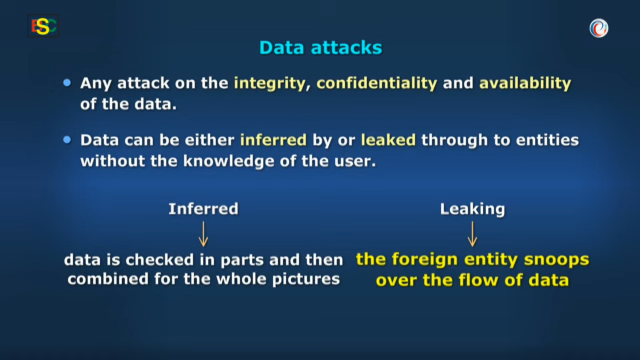 ESC
Data attacks
Any attack on the integrity, confidentiality and availability
of the data.
Data can be either inferred by or leaked through to entities
without the knowledge of the user.
Inferred
Leaking
data is checked in parts and then
combined for the whole pictures
the foreign entity snoops
over the flow of data